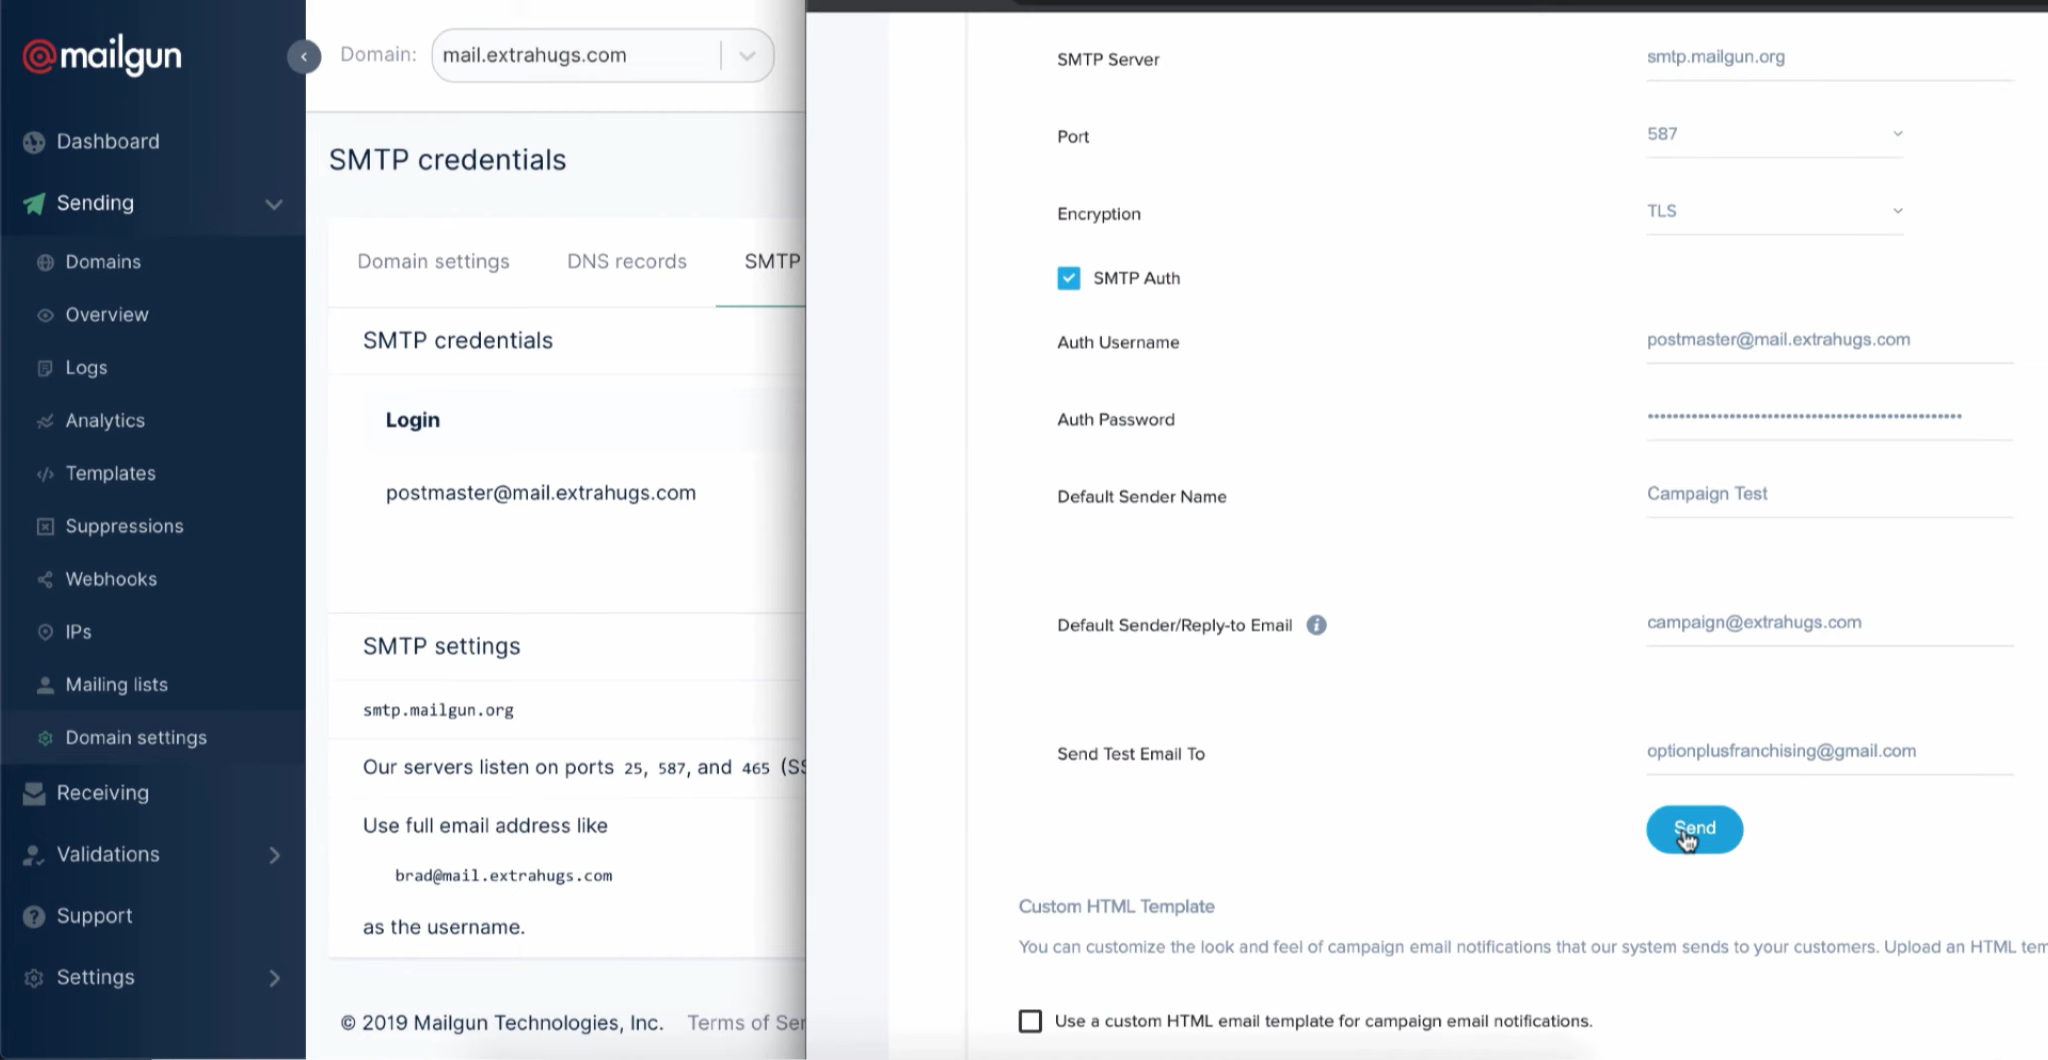 mailgun
Dashboard
Sending
Domains
Overview
Logs
Analytics
Templates
Suppressions
Webhooks
IPs
Mailing lists
Domain settings
Receiving
Validations
Support
Settings
Domain: mail.extrahugs.com
SMTP credentials
Domain settings DNS records SMTP
SMTP credentials
Login
postmaster@mail.extrahugs.com
SMTP settings
smtp.mailgun.org
Our servers listen on ports 25, 587, and 465 (SS
Use full email address like
brad@mail.extrahugs.com
as the username.
© 2019 Mailgun Technologies, Inc. Terms of Ser
SMTP Server smtp.mailgun.org
Port 587
Encryption TLS
SMTP Auth
Auth Username postmaster@mail.extrahugs.com
Auth Password
Default Sender Name Campaign Test
Default Sender/Reply-to Email campaign@extrahugs.com
Send Test Email To optionplusfranchising@gmail.com
Send
Custom HTML Template
You can customize the look and feel of campaign email notifications that our system sends to your customers. Upload an HTML tem
Use a custom HTML email template for campaign email notifications.